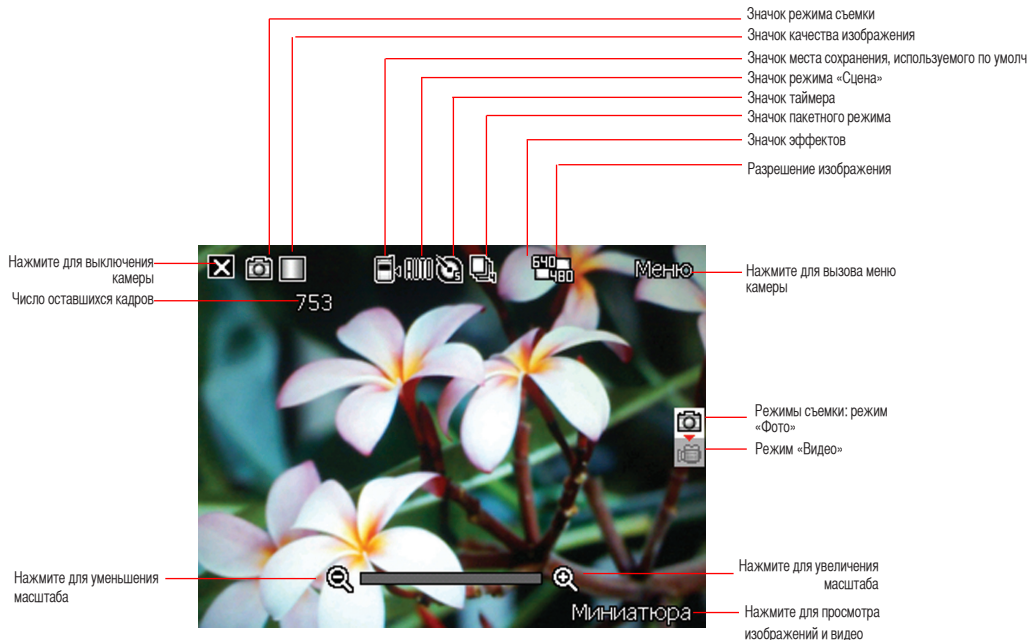 Значок режима съемки
Значок качества изображения
Значок места сохранения, используемого по умолч
Значок режима «Сцена»
Значок таймера
Значок пакетного режима
Значок эффектов
Разрешение изображения
Нажмите для выключения
камеры
Число оставшихся кадров
AUTO
S
640
480
Меню
753
Нажмите для вызова меню
камеры
Режимы съемки: режим
«Фото»
Режим «Видео»
Нажмите для уменьшения
масштаба
Нажмите для увеличения
масштаба
Миниатюра
Нажмите для просмотра
изображений и видео